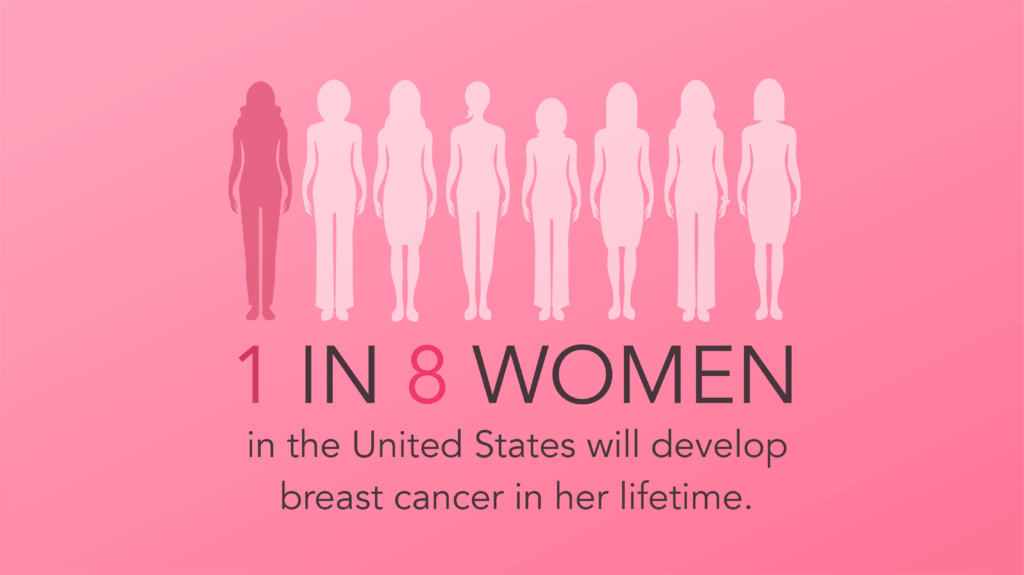 1 IN 8 WOMEN
in the United States will develop
breast cancer in her lifetime.